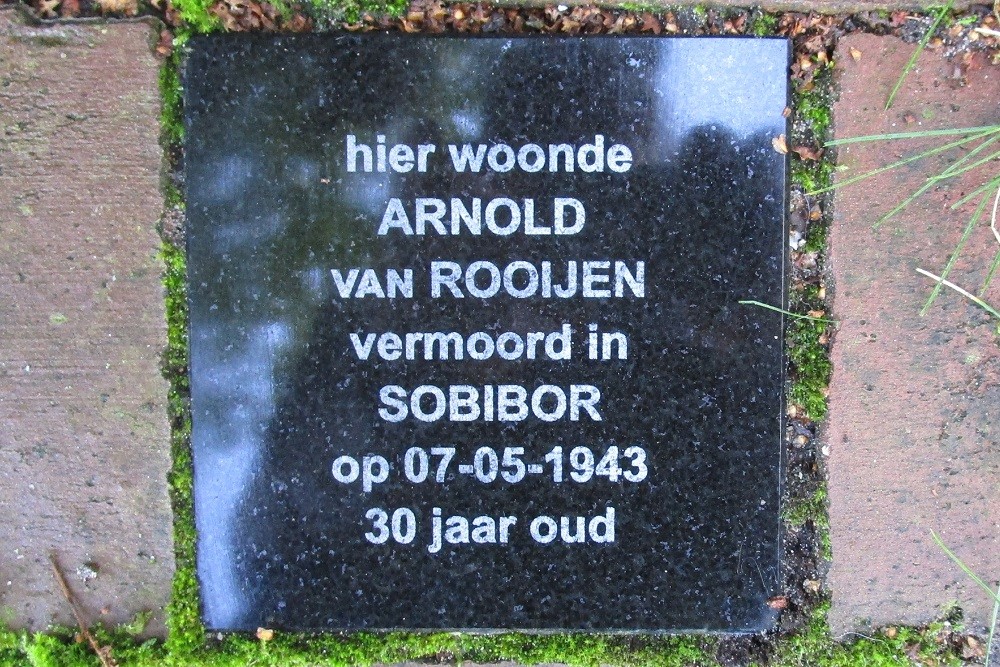 hier woonde
ARNOLD
VAN ROOIJEN
vermoord in
SOBIBOR
op 07-05-1943
30 jaar oud